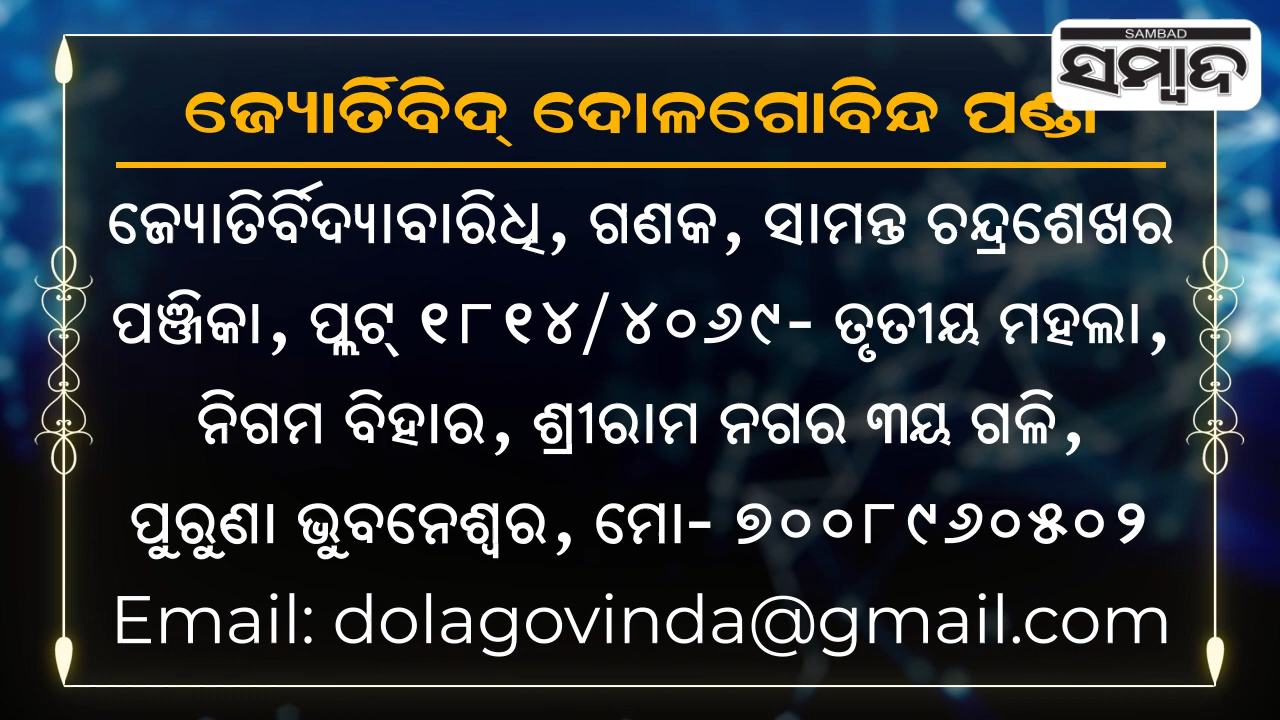 SAMBAD
ସମ୍ବାଦ
ଜ୍ୟୋର୍ତିବିଦ୍ ଦୋଳଗୋବିନ୍ଦ ପଣ୍ଡା
ଜ୍ୟୋତିର୍ବିଦ୍ୟାବାରିଧି, ଗଣକ, ସାମନ୍ତ ଚନ୍ଦ୍ରଶେଖର
ପଞ୍ଜିକା, ପ୍ଲଟ୍ ୧୮୧୪/୪୦୬୯- ତୃତୀୟ ମହଲା,
ନିଗମ ବିହାର, ଶ୍ରୀରାମ ନଗର ୩ୟ ଗଳି,
ପୁରୁଣା ଭୁବନେଶ୍ୱର, ମୋ- ୭୦୦୮୯୬୦୫୦୨
Email: dolagovinda@gmail.com